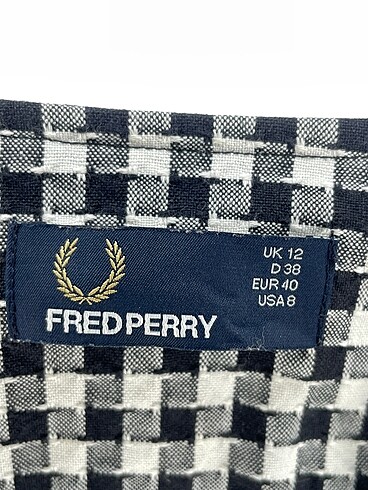 UK 12
D 38
EUR 40
USA 8
FRED PERRY